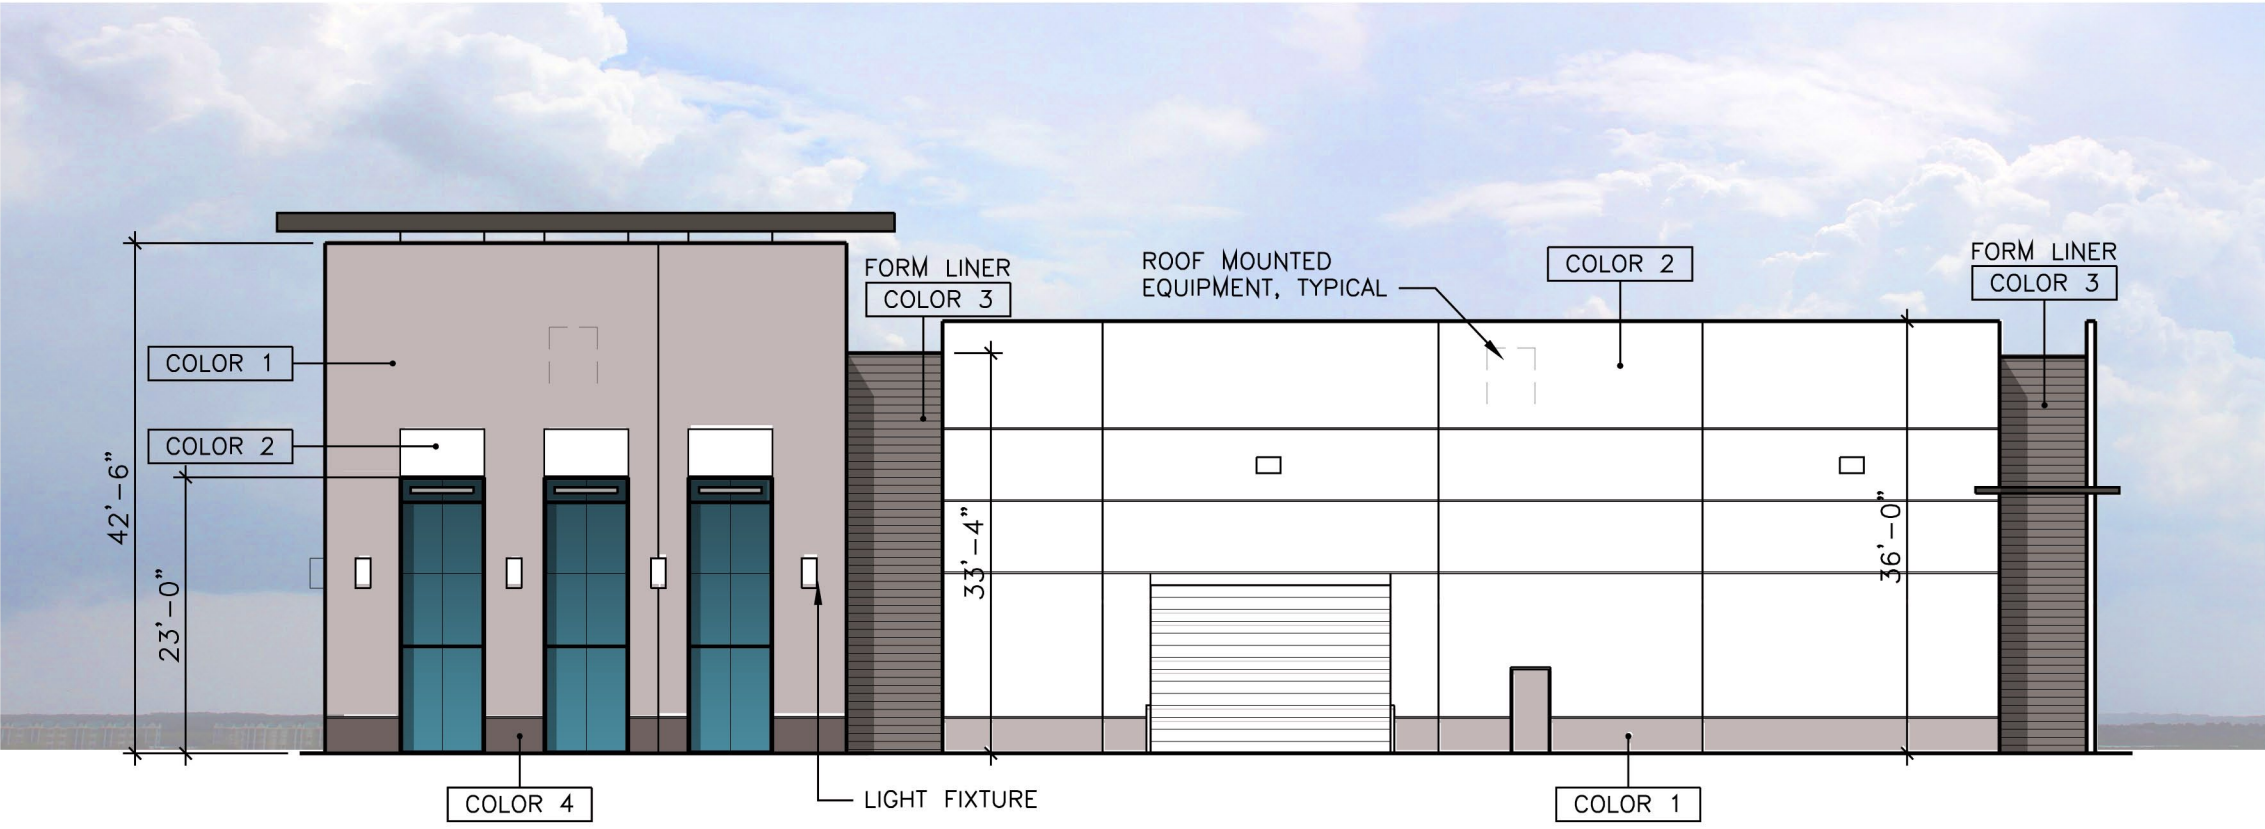 FORM LINER
COLOR 3
ROOF MOUNTED
EQUIPMENT, TYPICAL
COLOR 2
FORM LINER
COLOR 3
COLOR 1
COLOR 2
42'-6"
23'-0"
33'-4"
36'-0"
COLOR 4
LIGHT FIXTURE
COLOR 1